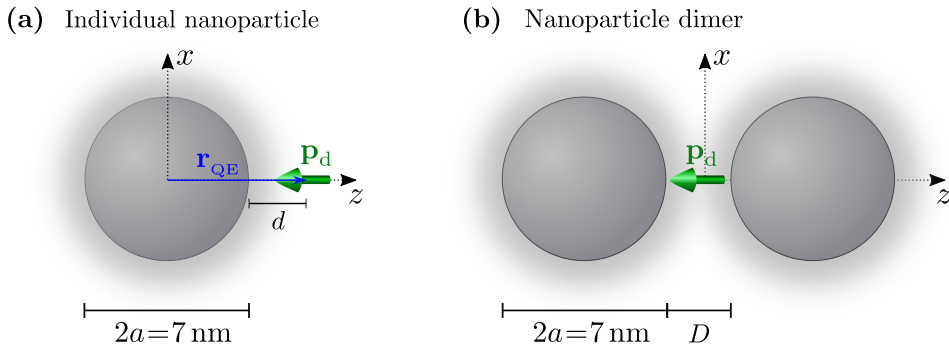 (a) Individual nanoparticle
(b) Nanoparticle dimer
x
r_QE
p_d
z
d
2a=7 nm
x
p_d
z
2a=7 nm
D